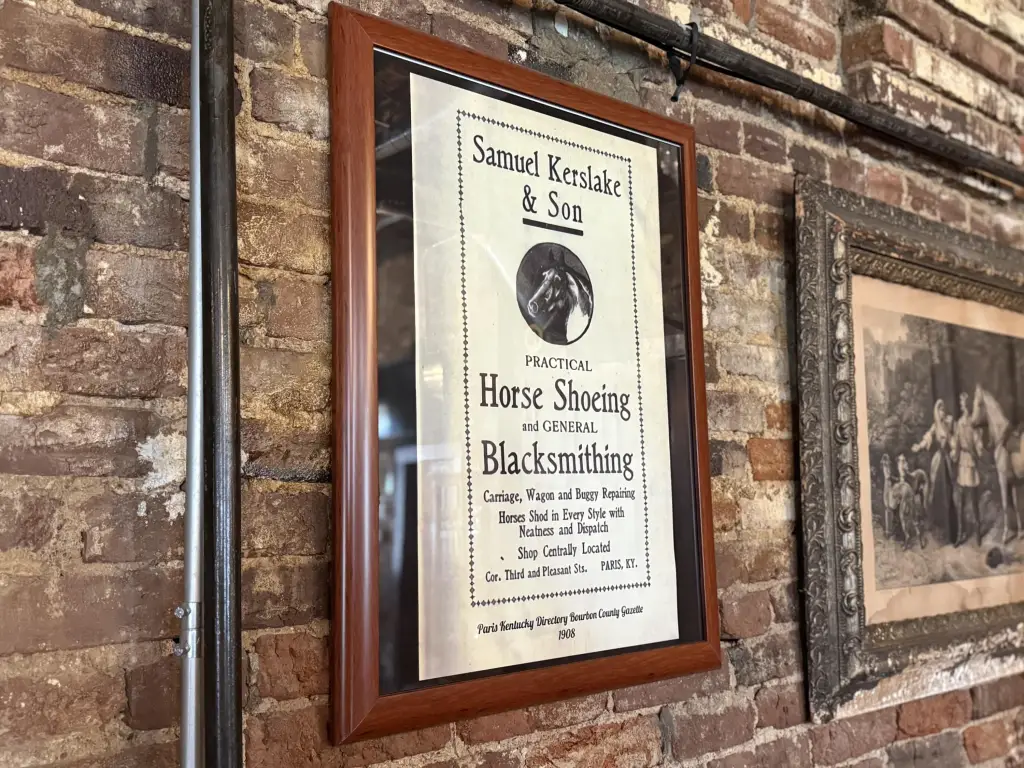 Samuel Kerslake
& Son
PRACTICAL
Horse Shoeing
and GENERAL
Blacksmithing
Carriage, Wagon and Buggy Repairing
Horses Shod in Every Style with
Neatness and Dispatch
Shop Centrally Located
Cor. Third and Pleasant Sts. PARIS, KY.
Paris Kentucky Directory Bourbon County Gazette
1908